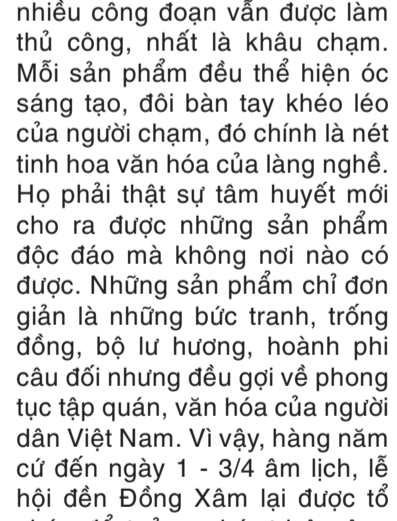 nhiều công đoạn vẫn được làm
thủ công, nhất là khâu chạm.
Mỗi sản phẩm đều thể hiện óc
sáng tạo, đôi bàn tay khéo léo
của người chạm, đó chính là nét
tinh hoa văn hóa của làng nghề.
Họ phải thật sự tâm huyết mới
cho ra được những sản phẩm
độc đáo mà không nơi nào có
được. Những sản phẩm chỉ đơn
giản là những bức tranh, trống
đồng, bộ lư hương, hoành phi
câu đối nhưng đều gợi về phong
tục tập quán, văn hóa của người
dân Việt Nam. Vì vậy, hàng năm
cứ đến ngày 1 - 3/4 âm lịch, lễ
hội đền Đồng Xâm lại được tổ